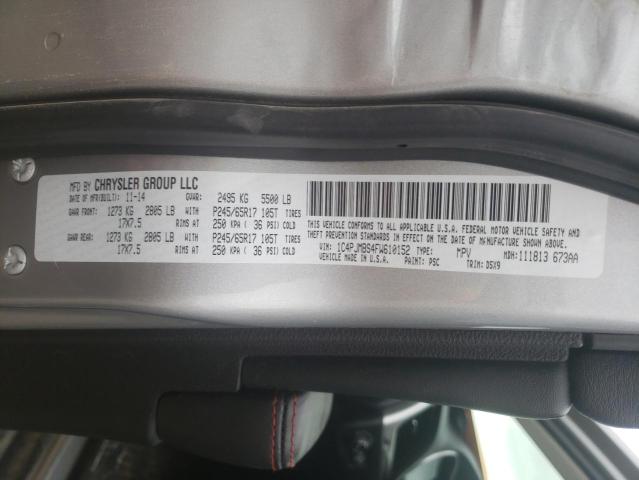 MFD BY CHRYSLER GROUP LLC
DATE OF MFR(BUILT): 11-14 GVWR: 2495 KG 5500 LB
GAWR FRONT: 1273 KG 2805 LB WITH P245/65R17 105T TIRES
17X7.5 RIMS AT 250 KPA ( 36 PSI) COLD
GAWR REAR: 1273 KG 2805 LB WITH P245/65R17 105T TIRES
17X7.5 RIMS AT 250 KPA ( 36 PSI) COLD
THIS VEHICLE CONFORMS TO ALL APPLICABLE U.S.A. FEDERAL MOTOR VEHICLE SAFETY AND
THEFT PREVENTION STANDARDS IN EFFECT ON THE DATE OF MANUFACTURE SHOWN ABOVE.
VIN: 1C4PJMBS4FW610152 TYPE: MPV MDH: 111813 673AA
VEHICLE MADE IN U.S.A. PAINT: PSC TRIM: D5X9